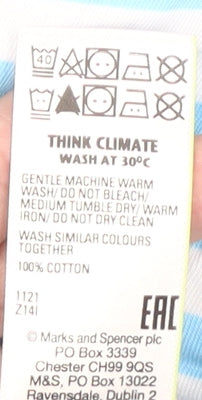 40
THINK CLIMATE
WASH AT 30ºC
GENTLE MACHINE WARM
WASH/ DO NOT BLEACH/
MEDIUM TUMBLE DRY/ WARM
IRON/ DO NOT DRY CLEAN
WASH SIMILAR COLOURS
TOGETHER
100% COTTON
1121
Z14I
EAC
© Marks and Spencer plc
PO Box 3339
Chester CH99 9QS
M&S, PO Box 13022
Ravensdale, Dublin 2